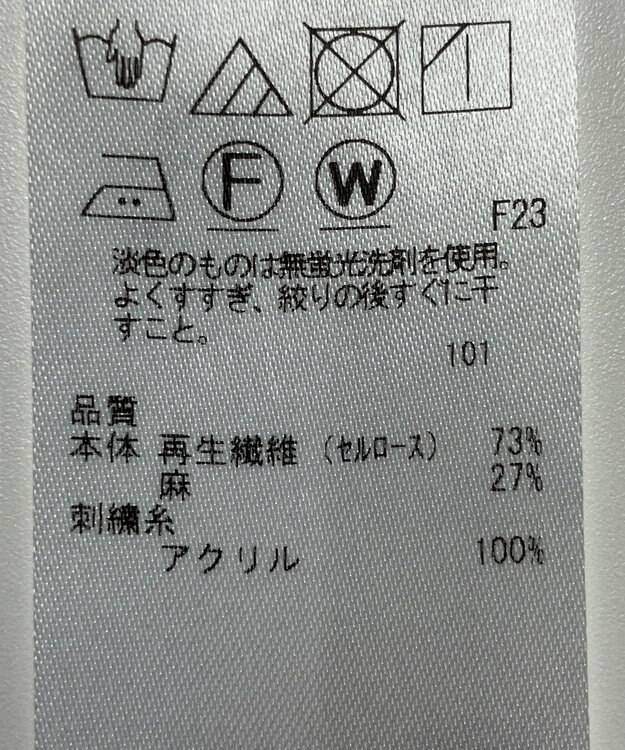 F W
F23
淡色のものは無蛍光洗剤を使用。
よくすすぎ、絞りの後すぐに干
すこと。
101
品質
本体 再生繊維（セルロース） 73%
麻 27%
刺繍糸
アクリル 100%